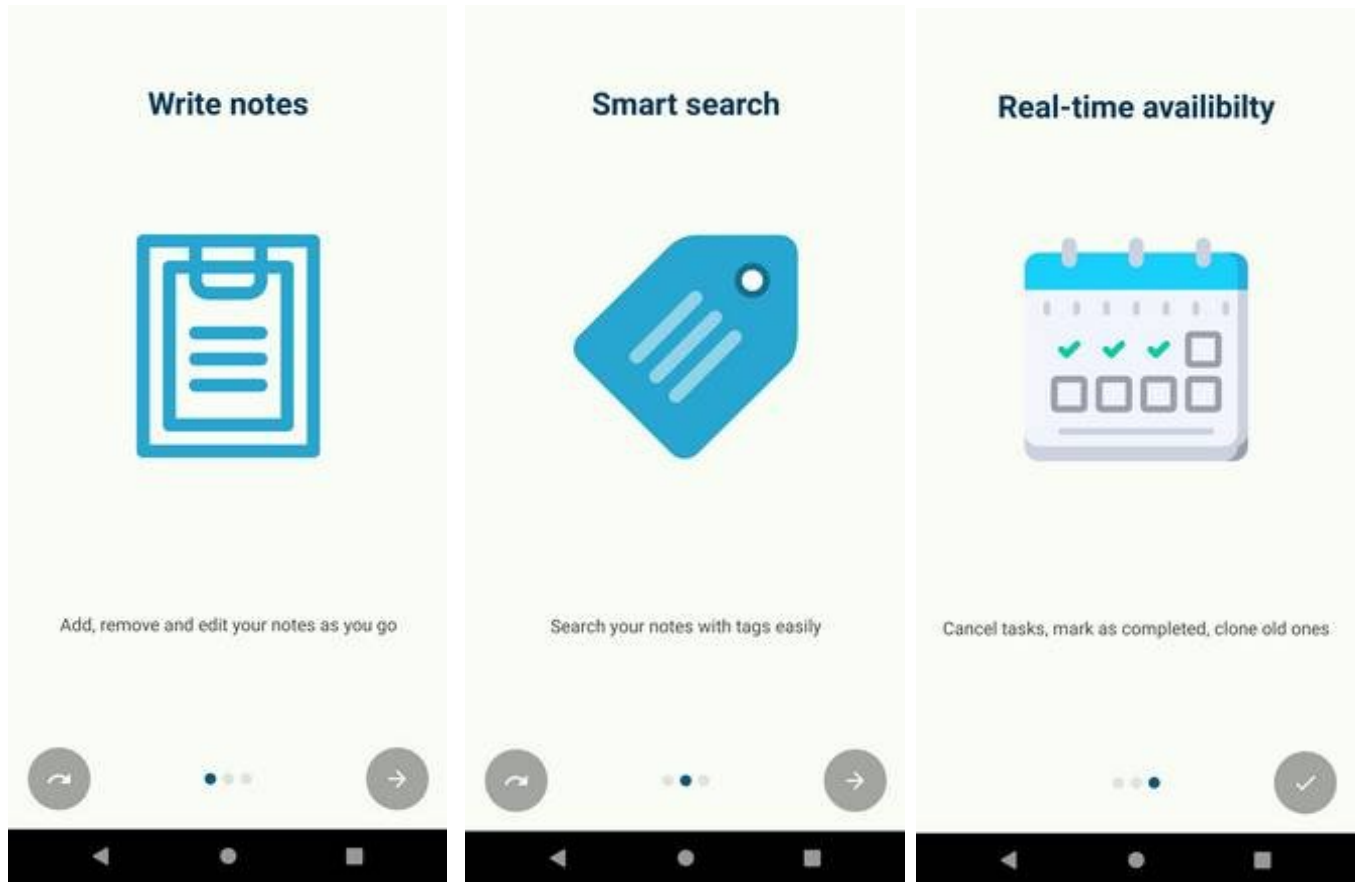 Write notes
Add, remove and edit your notes as you go
Smart search
Search your notes with tags easily
Real-time availibilty
Cancel tasks, mark as completed, clone old ones